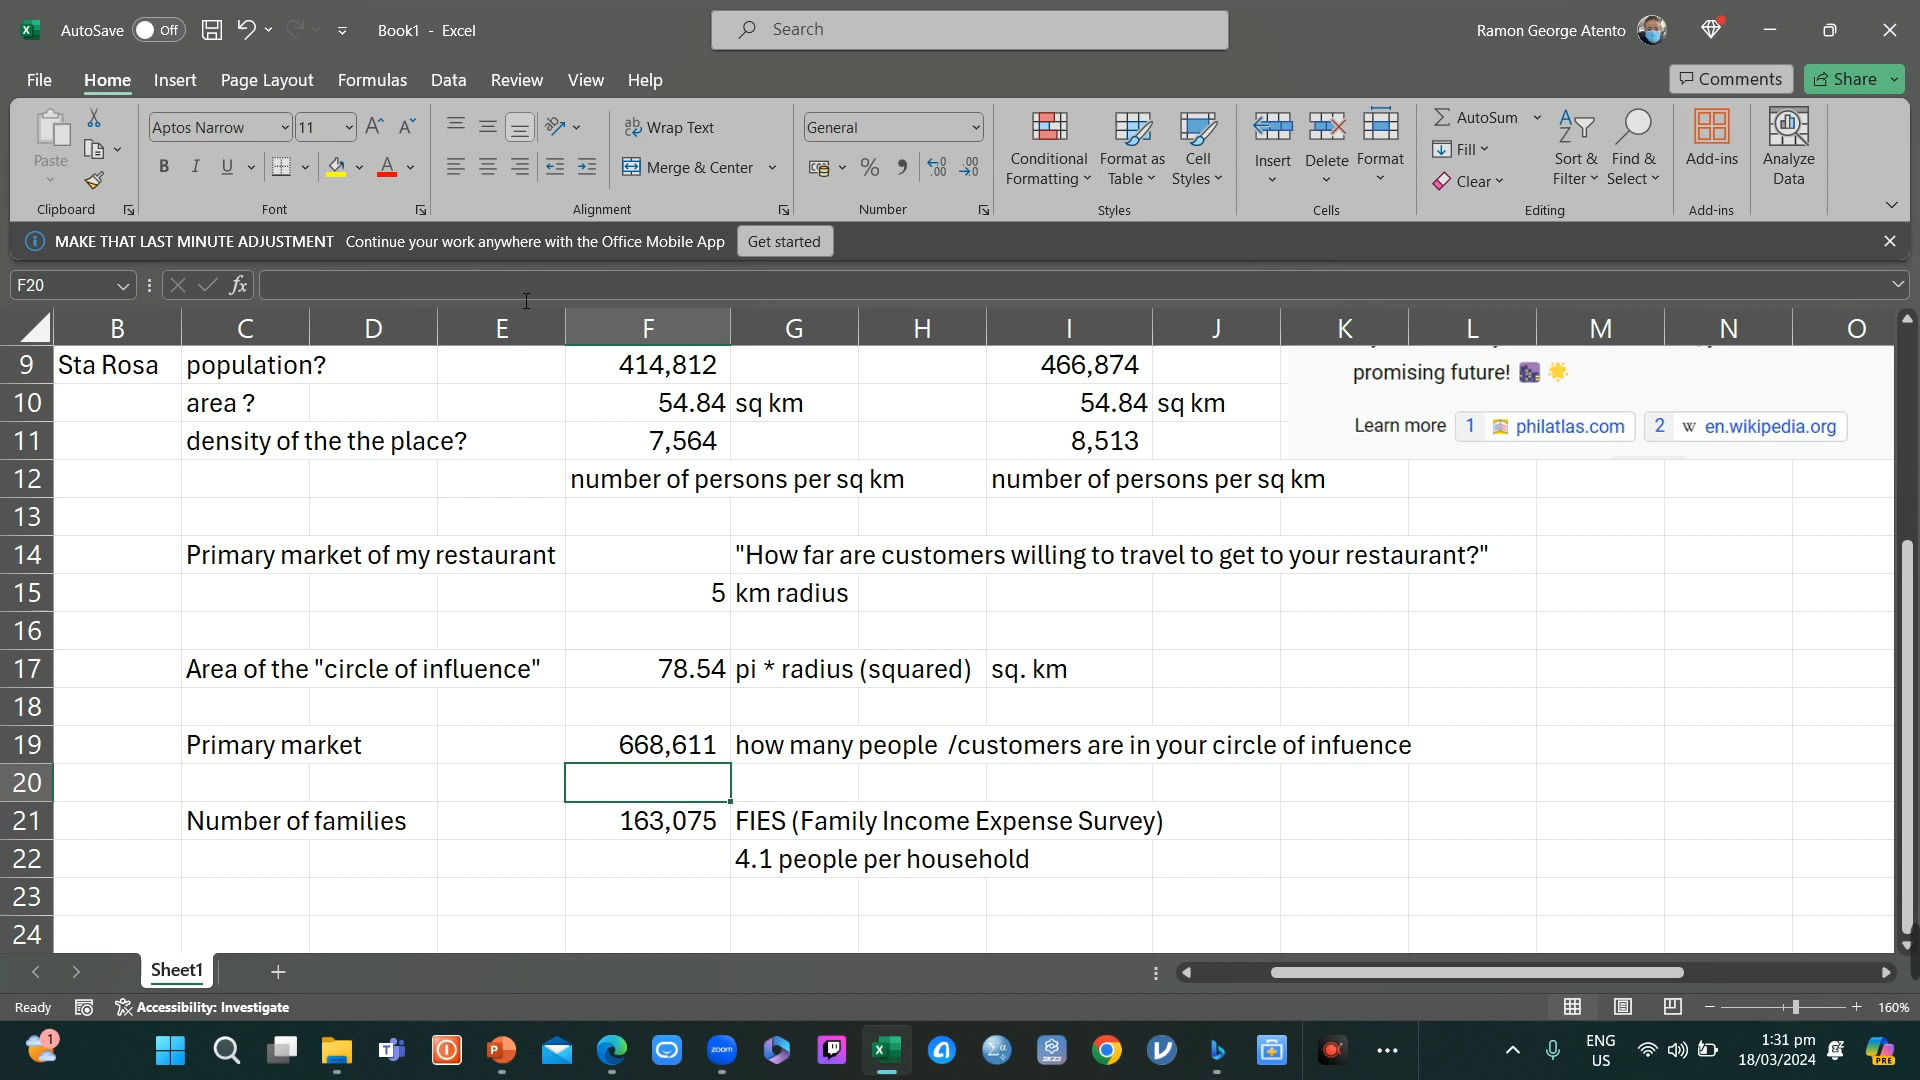 AutoSave Off Book1 - Excel Search Ramon George Atento
File Home Insert Page Layout Formulas Data Review View Help Comments Share
Paste Aptos Narrow 11 Wrap Text General Conditional Formatting Format as Table Cell Styles Insert Delete Format AutoSum Sort & Filter Find & Select Add-ins Analyze Data
B I U Merge & Center % Fill
Clear
Clipboard Font Alignment Number Styles Cells Editing Add-ins
MAKE THAT LAST MINUTE ADJUSTMENT Continue your work anywhere with the Office Mobile App Get started
F20 fx
B C D E F G H I J K L M N O
9 Sta Rosa population? 414,812 466,874 promising future!
10 area ? 54.84 sq km 54.84 sq km Learn more 1 philatlas.com 2 W en.wikipedia.org
11 density of the the place? 7,564 8,513
12 number of persons per sq km number of persons per sq km
13
14 Primary market of my restaurant "How far are customers willing to travel to get to your restaurant?"
15 5 km radius
16
17 Area of the "circle of influence" 78.54 pi * radius (squared) sq. km
18
19 Primary market 668,611 how many people /customers are in your circle of infuence
20
21 Number of families 163,075 FIES (Family Income Expense Survey)
22 4.1 people per household
23
24
Sheet1
Ready Accessibility: Investigate 160%
1 zoom ENG US 1:31 pm 18/03/2024 PRE